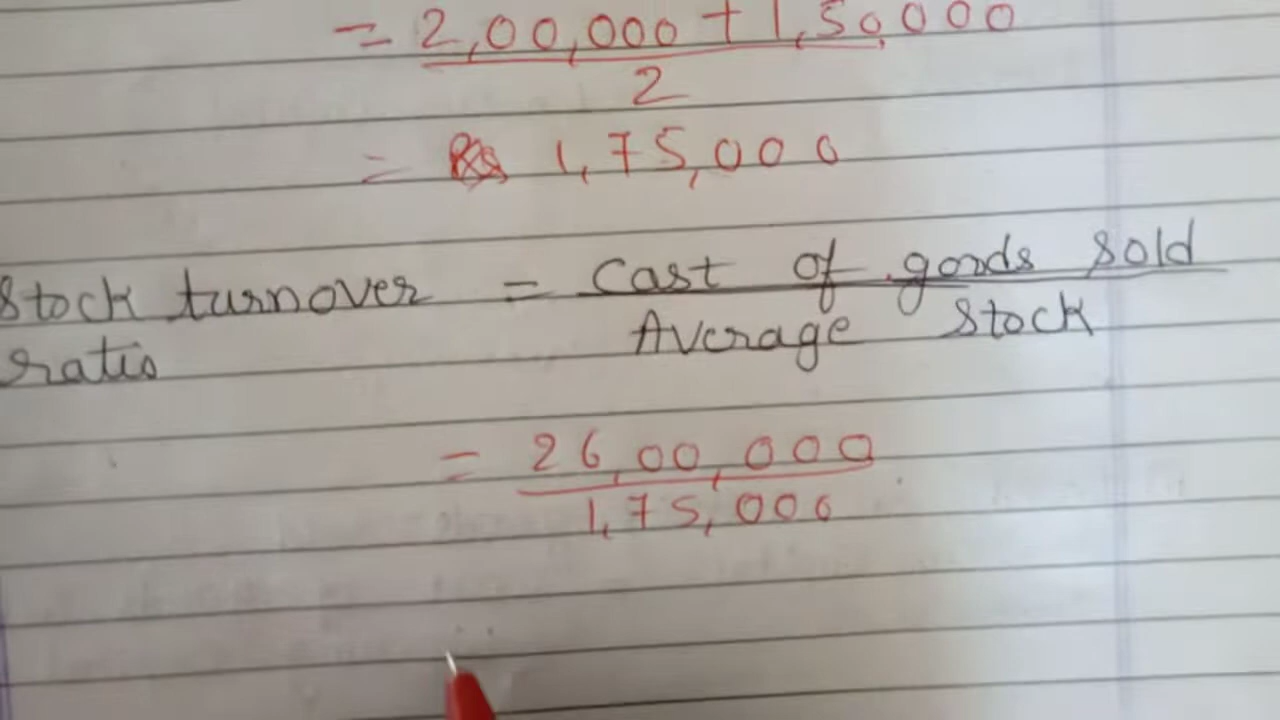 = 2,00,000 + 1,50,000
2
= Rs 1,75,000
Stock turnover = Cost of goods sold
ratio Average Stock
= 26,00,000
1,75,000